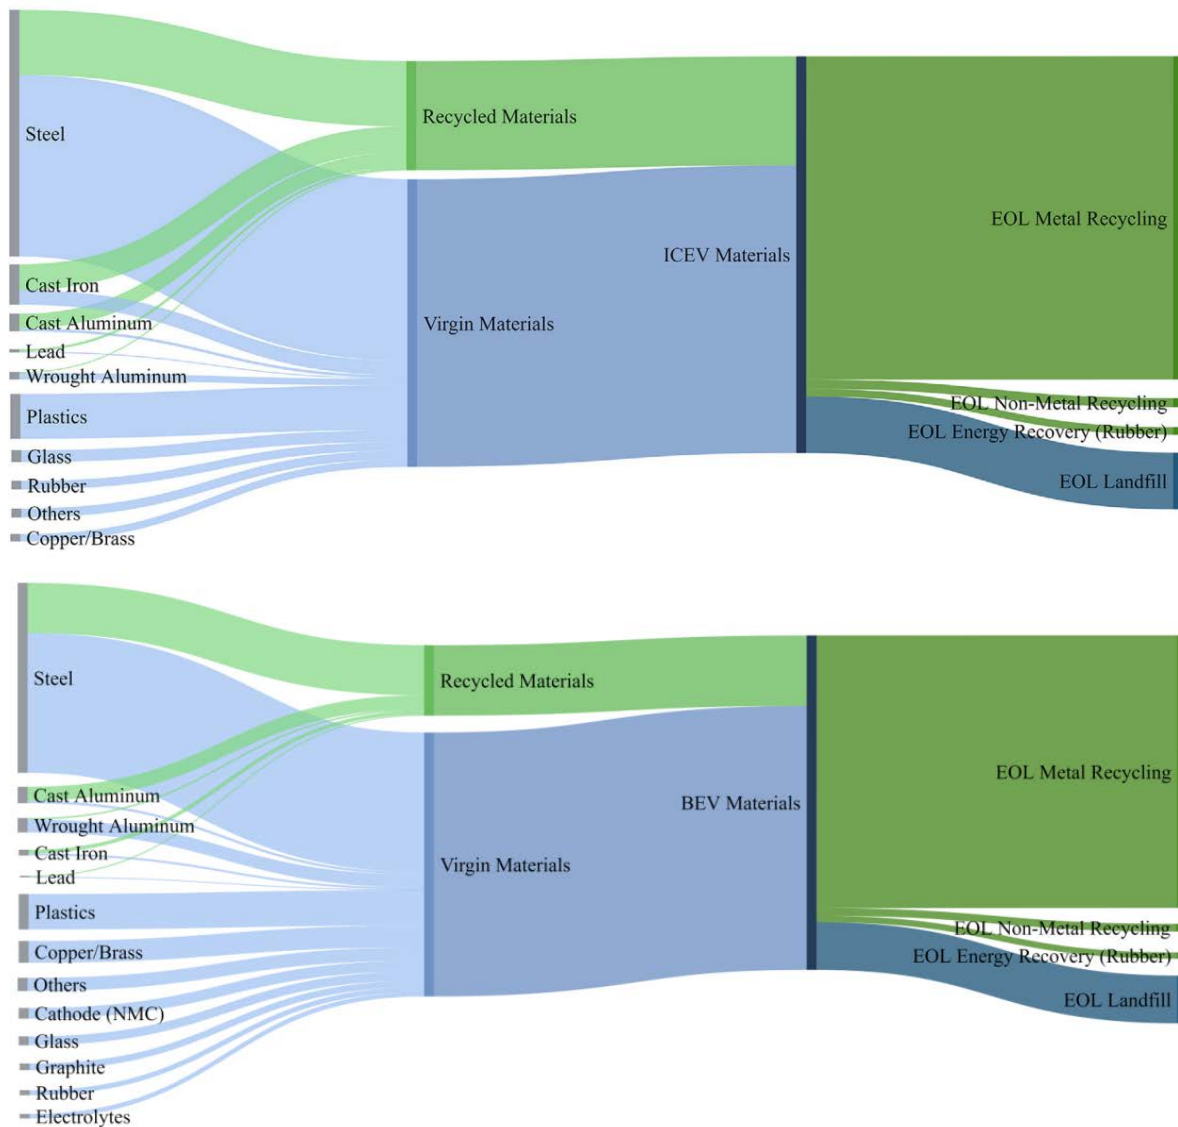 Steel
Cast Iron
Cast Aluminum
Lead
Wrought Aluminum
Plastics
Glass
Rubber
Others
Copper/Brass
Recycled Materials
Virgin Materials
ICEV Materials
EOL Metal Recycling
EOL Non-Metal Recycling
EOL Energy Recovery (Rubber)
EOL Landfill
Steel
Cast Aluminum
Wrought Aluminum
Cast Iron
Lead
Plastics
Copper/Brass
Others
Cathode (NMC)
Glass
Graphite
Rubber
Electrolytes
Recycled Materials
Virgin Materials
BEV Materials
EOL Metal Recycling
EOL Non-Metal Recycling
EOL Energy Recovery (Rubber)
EOL Landfill